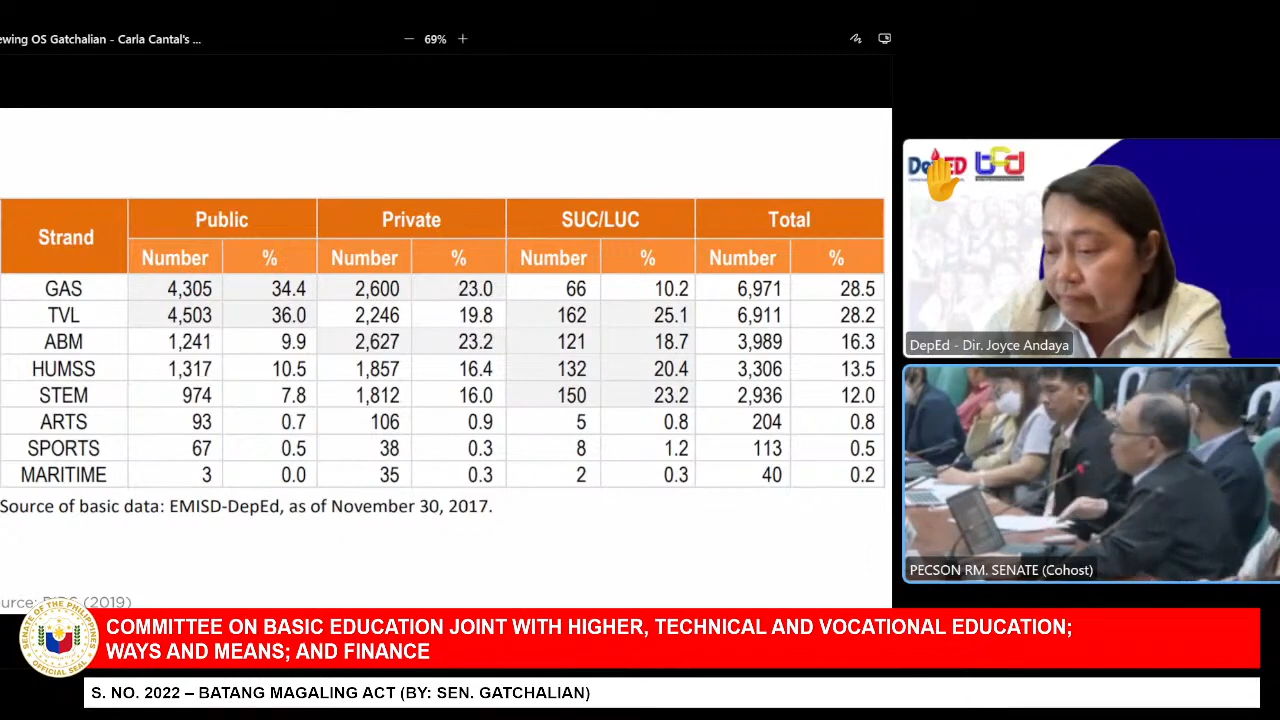 ewing OS Gatchalian - Carla Cantal's ...
69%
Strand Public Private SUC/LUC Total
Number % Number % Number % Number %
GAS 4,305 34.4 2,600 23.0 66 10.2 6,971 28.5
TVL 4,503 36.0 2,246 19.8 162 25.1 6,911 28.2
ABM 1,241 9.9 2,627 23.2 121 18.7 3,989 16.3
HUMSS 1,317 10.5 1,857 16.4 132 20.4 3,306 13.5
STEM 974 7.8 1,812 16.0 150 23.2 2,936 12.0
ARTS 93 0.7 106 0.9 5 0.8 204 0.8
SPORTS 67 0.5 38 0.3 8 1.2 113 0.5
MARITIME 3 0.0 35 0.3 2 0.3 40 0.2
Source of basic data: EMISD-DepEd, as of November 30, 2017.
(2019)
DepED
DepEd - Dir. Joyce Andaya
PECSON RM. SENATE (Cohost)
SENATE OF THE PHILIPPINES
OFFICIAL SEAL
COMMITTEE ON BASIC EDUCATION JOINT WITH HIGHER, TECHNICAL AND VOCATIONAL EDUCATION;
WAYS AND MEANS; AND FINANCE
S. NO. 2022 – BATANG MAGALING ACT (BY: SEN. GATCHALIAN)